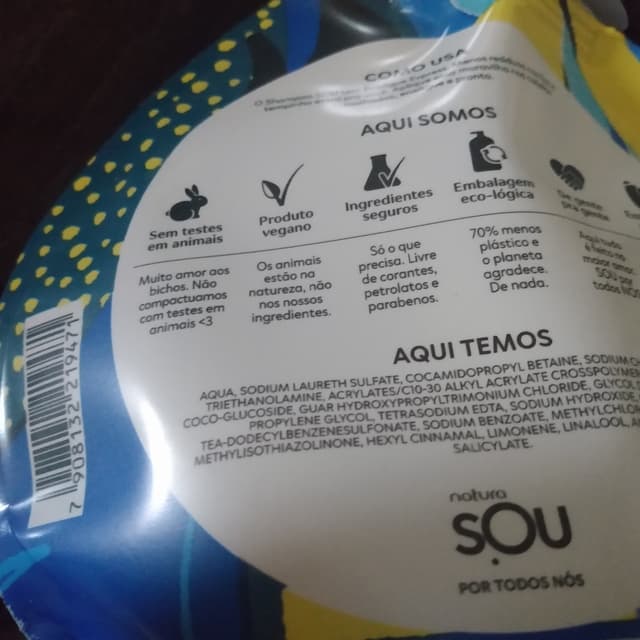 COMO USA
O Shampoo
AQUI SOMOS
Sem testes
em animais
Produto
vegano
Ingredientes
seguros
Embalagem
eco-lógica
Muito amor aos
bichos. Não
compactuamos
com testes em
animais <3
Os animais
estão na
natureza, não
nos nossos
ingredientes.
Só o que
precisa. Livre
de corantes,
petrolatos e
parabenos.
70% menos
plástico e
o planeta
agradece.
De nada.
AQUI TEMOS
AQUA, SODIUM LAURETH SULFATE, COCAMIDOPROPYL BETAINE, SODIUM
TRIETHANOLAMINE, ACRYLATES/C10-30 ALKYL ACRYLATE CROSSPOLYME
COCO-GLUCOSIDE, GUAR HYDROXYPROPYLTRIMONIUM CHLORIDE, GLYCOL
PROPYLENE GLYCOL, TETRASODIUM EDTA, SODIUM HYDROXIDE,
TEA-DODECYLBENZENESULFONATE, SODIUM BENZOATE, METHYLCHLO
METHYLISOTHIAZOLINONE, HEXYL CINNAMAL, LIMONENE, LINALOOL,
SALICYLATE.
natura
SOU
POR TODOS NÓS
7 908132 219471